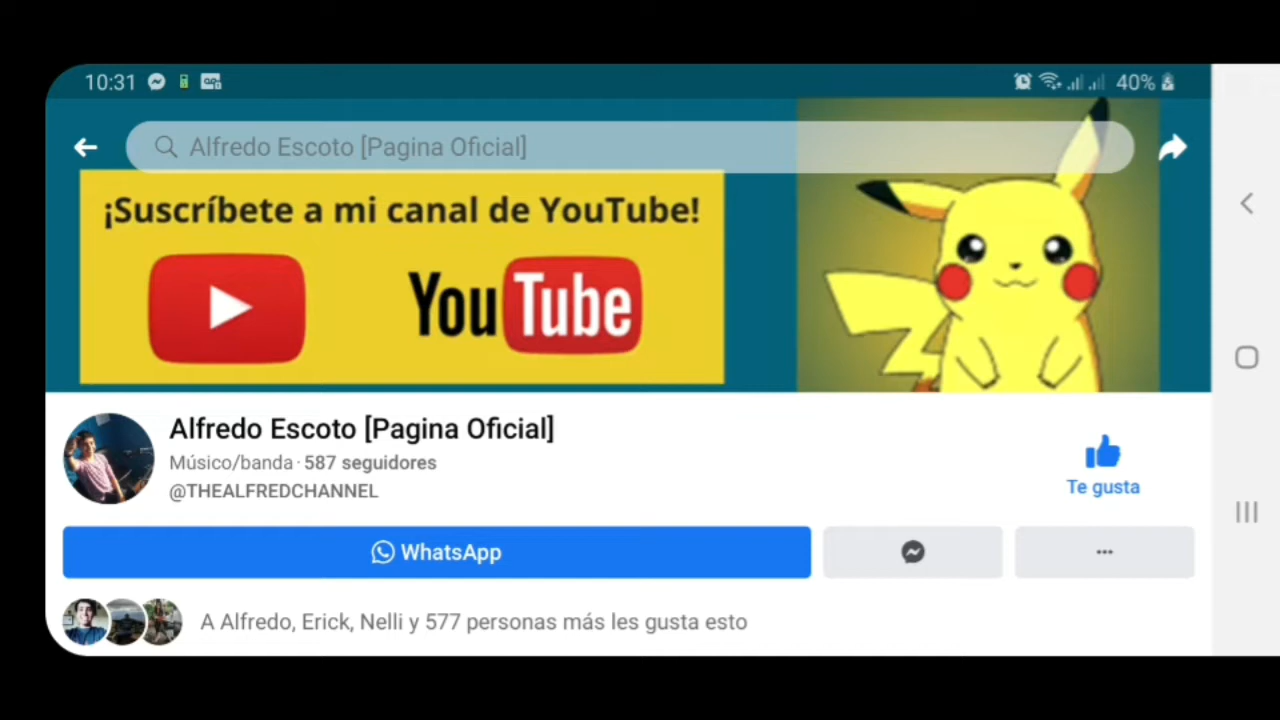 10:31
40%
Alfredo Escoto [Pagina Oficial]
¡Suscríbete a mi canal de YouTube!
YouTube
Alfredo Escoto [Pagina Oficial]
Músico/banda · 587 seguidores
@THEALFREDCHANNEL
Te gusta
WhatsApp
A Alfredo, Erick, Nelli y 577 personas más les gusta esto